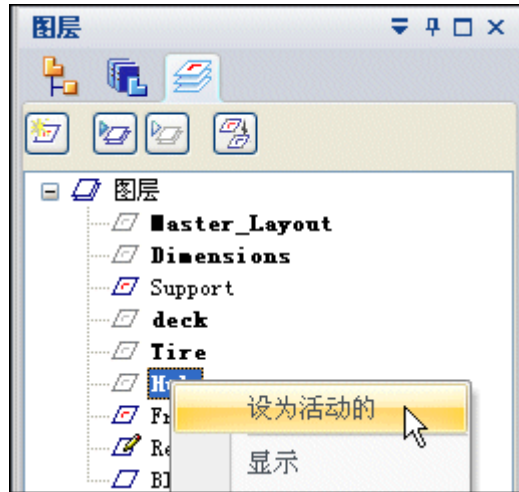 图层
图层
Master_Layout
Dimensions
Support
deck
Tire
设为活动的
显示